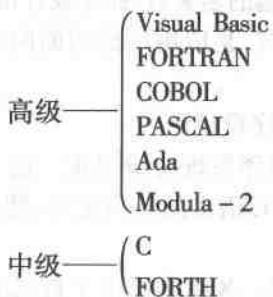 Visual Basic
FORTRAN
COBOL
高级——
PASCAL
Ada
Modula－2
C
中级——
FORTH